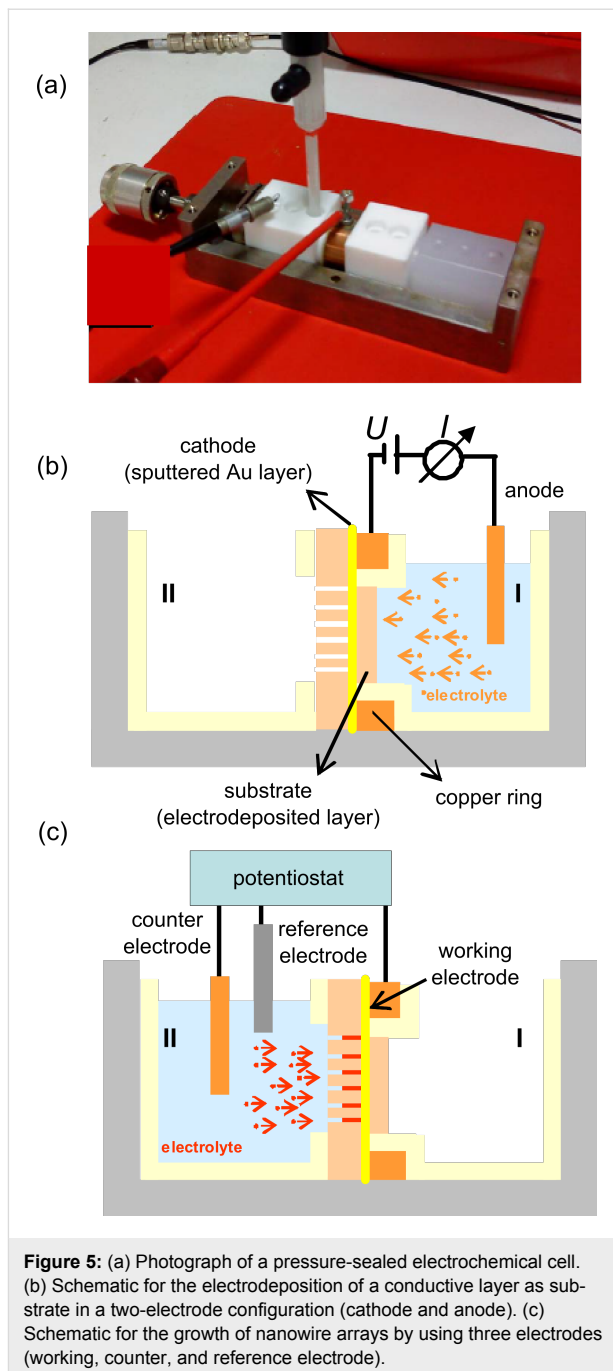 (a)
(b)
cathode
(sputtered Au layer)
U
I
anode
II
I
electrolyte
substrate
(electrodeposited layer)
copper ring
(c)
potentiostat
counter
electrode
reference
electrode
working
electrode
II
I
electrolyte
Figure 5: (a) Photograph of a pressure-sealed electrochemical cell.
(b) Schematic for the electrodeposition of a conductive layer as sub-
strate in a two-electrode configuration (cathode and anode). (c)
Schematic for the growth of nanowire arrays by using three electrodes
(working, counter, and reference electrode).